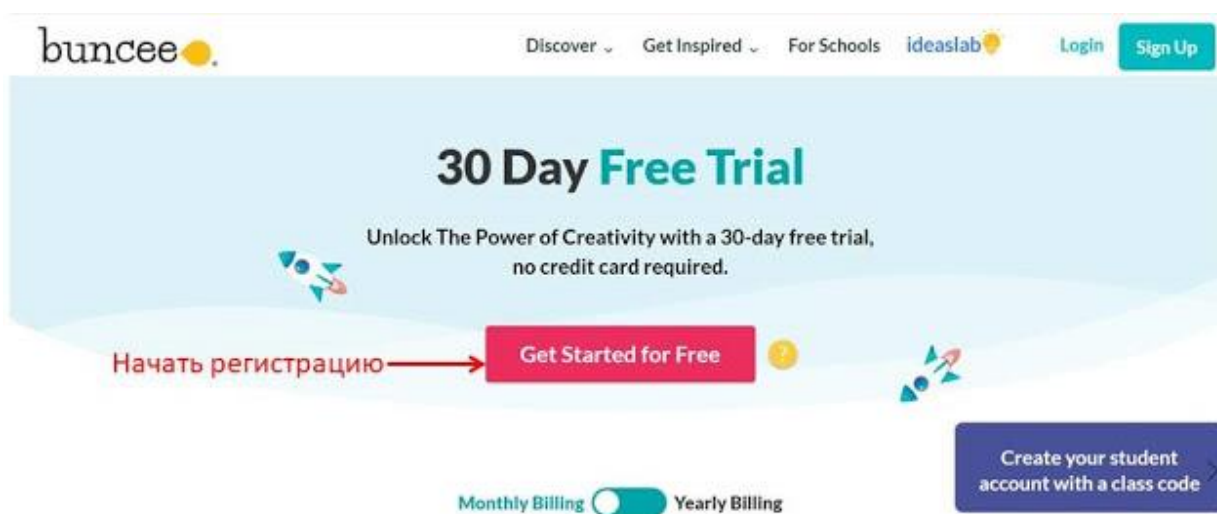 buncee
Discover Get Inspired For Schools ideaslab Login Sign Up
30 Day Free Trial
Unlock The Power of Creativity with a 30-day free trial,
no credit card required.
Начать регистрацию Get Started for Free ?
Create your student
account with a class code
Monthly Billing Yearly Billing